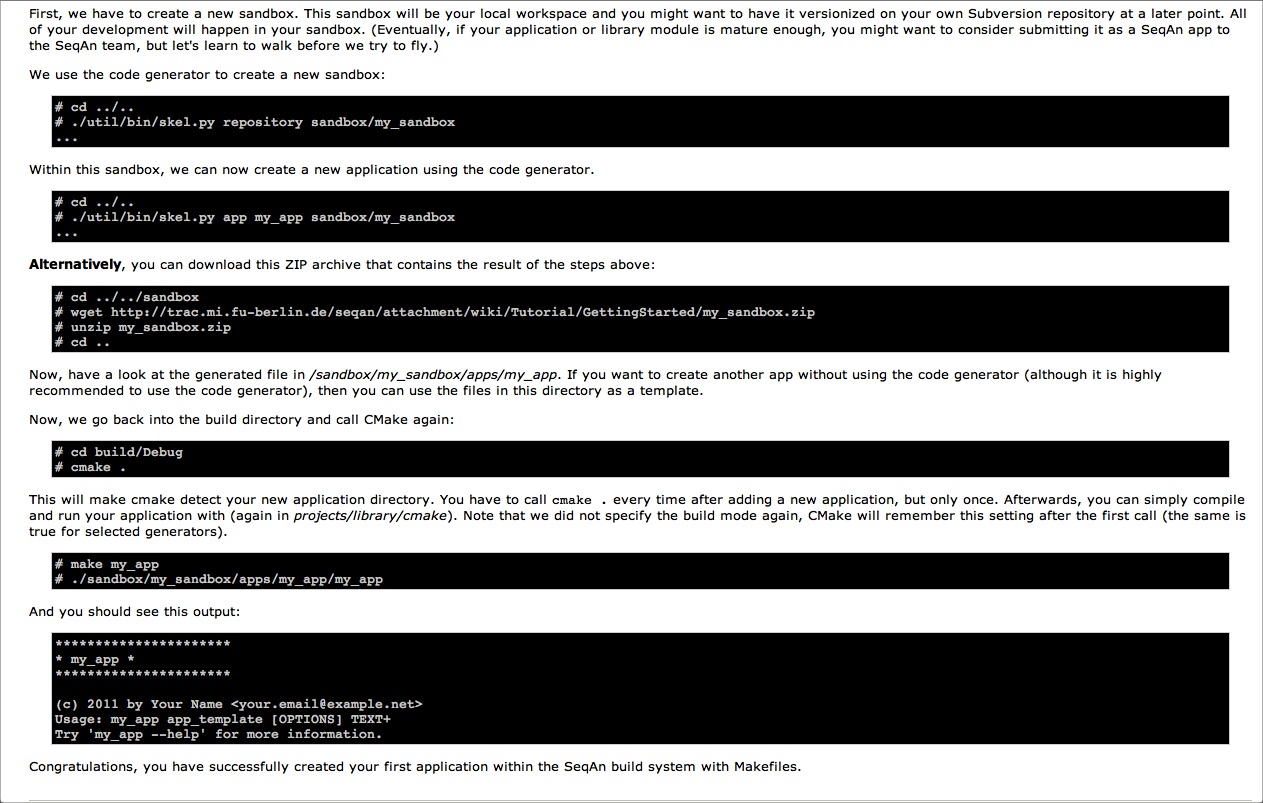 First, we have to create a new sandbox. This sandbox will be your local workspace and you might want to have it versionized on your own Subversion repository at a later point. All
of your development will happen in your sandbox. (Eventually, if your application or library module is mature enough, you might want to consider submitting it as a SeqAn app to
the SeqAn team, but let's learn to walk before we try to fly.)
We use the code generator to create a new sandbox:
# cd ../..
# ./util/bin/skel.py repository sandbox/my_sandbox
...
Within this sandbox, we can now create a new application using the code generator.
# cd ../..
# ./util/bin/skel.py app my_app sandbox/my_sandbox
...
Alternatively, you can download this ZIP archive that contains the result of the steps above:
# cd ../../sandbox
# wget http://trac.mi.fu-berlin.de/seqan/attachment/wiki/Tutorial/GettingStarted/my_sandbox.zip
# unzip my_sandbox.zip
# cd ..
Now, have a look at the generated file in /sandbox/my_sandbox/apps/my_app. If you want to create another app without using the code generator (although it is highly
recommended to use the code generator), then you can use the files in this directory as a template.
Now, we go back into the build directory and call CMake again:
# cd build/Debug
# cmake .
This will make cmake detect your new application directory. You have to call cmake . every time after adding a new application, but only once. Afterwards, you can simply compile
and run your application with (again in projects/library/cmake). Note that we did not specify the build mode again, CMake will remember this setting after the first call (the same is
true for selected generators).
# make my_app
# ./sandbox/my_sandbox/apps/my_app/my_app
And you should see this output:
**********************
* my_app *
**********************
(c) 2011 by Your Name <your.email@example.net>
Usage: my_app app_template [OPTIONS] TEXT+
Try 'my_app --help' for more information.
Congratulations, you have successfully created your first application within the SeqAn build system with Makefiles.